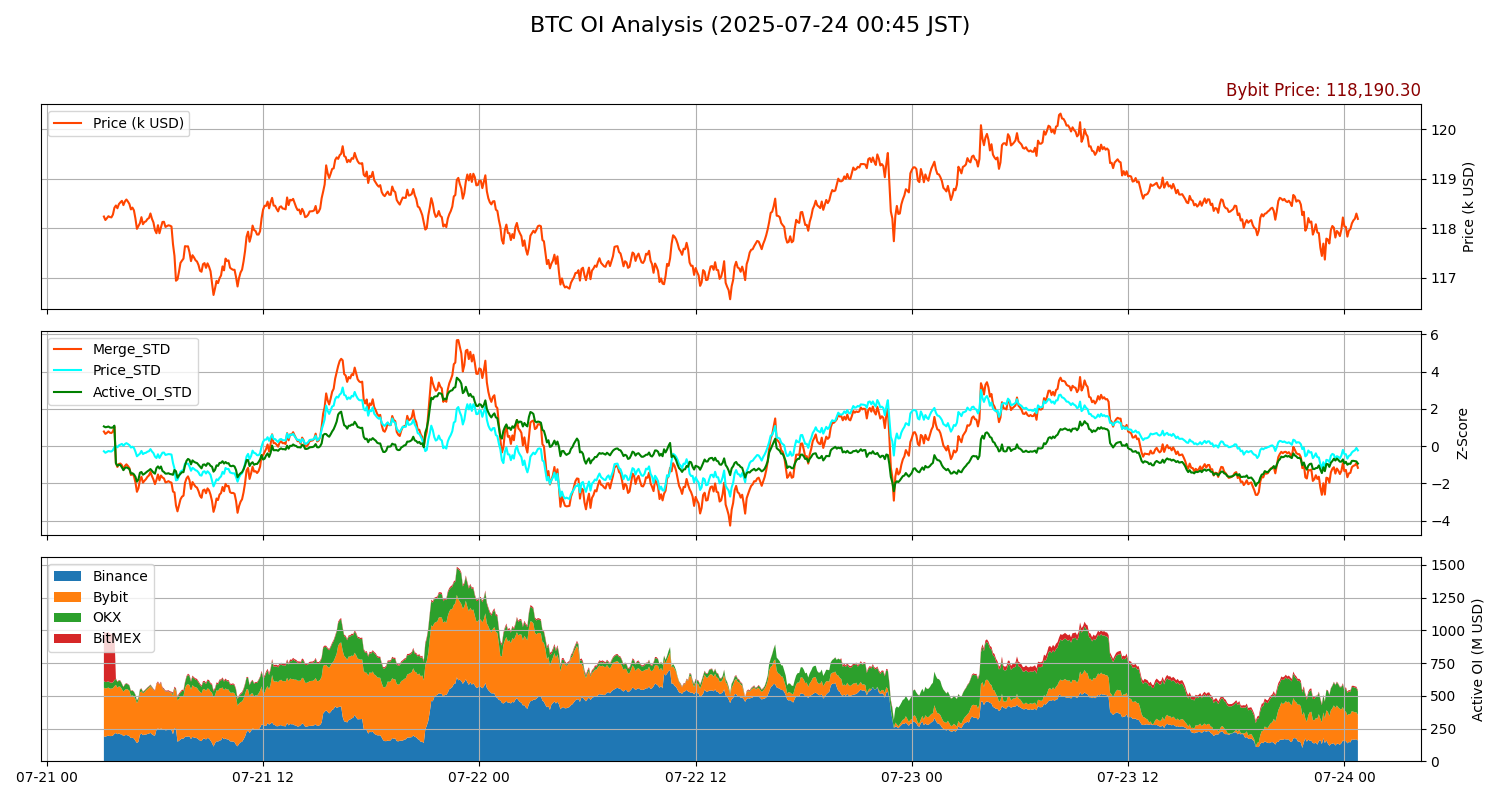 BTC OI Analysis (2025-07-24 00:45 JST)
Bybit Price: 118,190.30
Price (k USD)
120
119
118
117
Price (k USD)
Merge_STD
Price_STD
Active_OI_STD
6
4
2
0
−2
−4
Z-Score
Binance
Bybit
OKX
BitMEX
1500
1250
1000
750
500
250
0
Active OI (M USD)
07-21 00
07-21 12
07-22 00
07-22 12
07-23 00
07-23 12
07-24 00